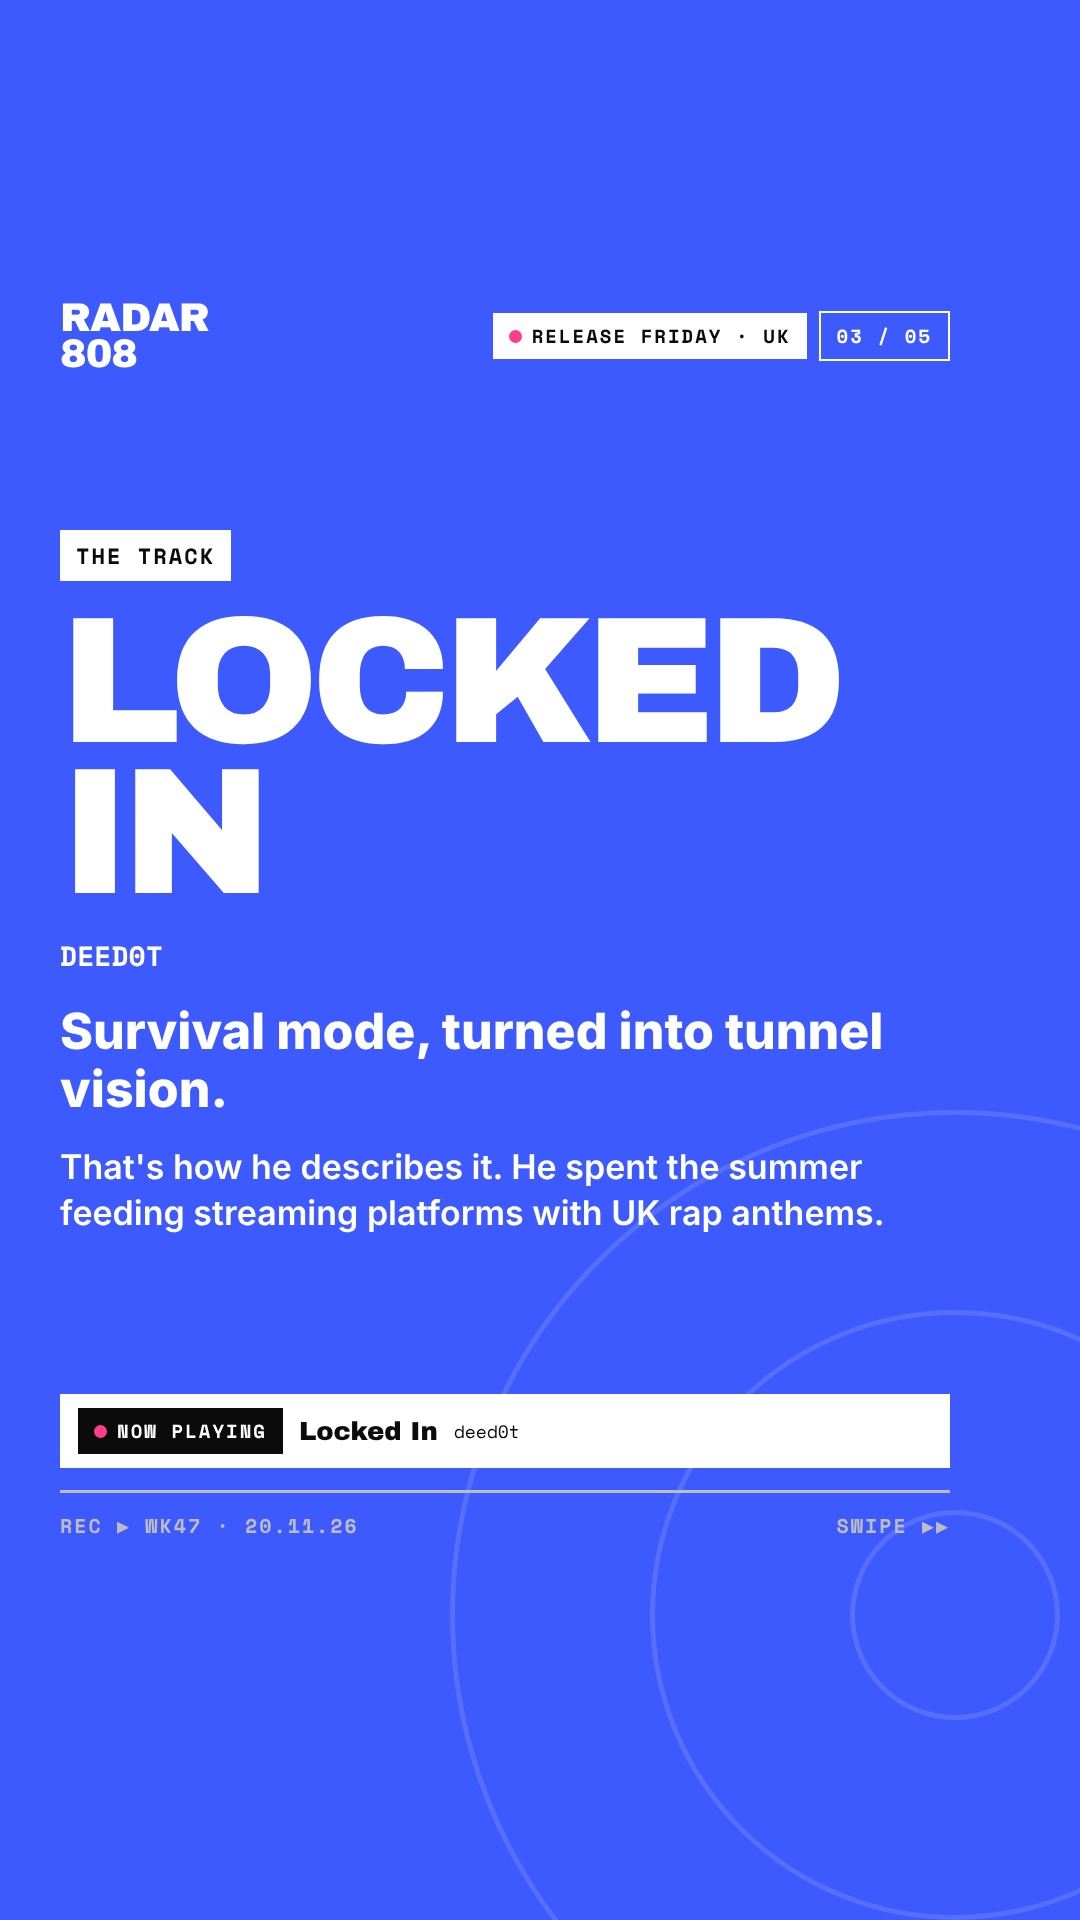 RADAR
808
RELEASE FRIDAY · UK
03 / 05
THE TRACK
LOCKED
IN
DEED0T
Survival mode, turned into tunnel
vision.
That's how he describes it. He spent the summer
feeding streaming platforms with UK rap anthems.
NOW PLAYING Locked In deed0t
REC ▶ WK47 · 20.11.26
SWIPE ▶▶